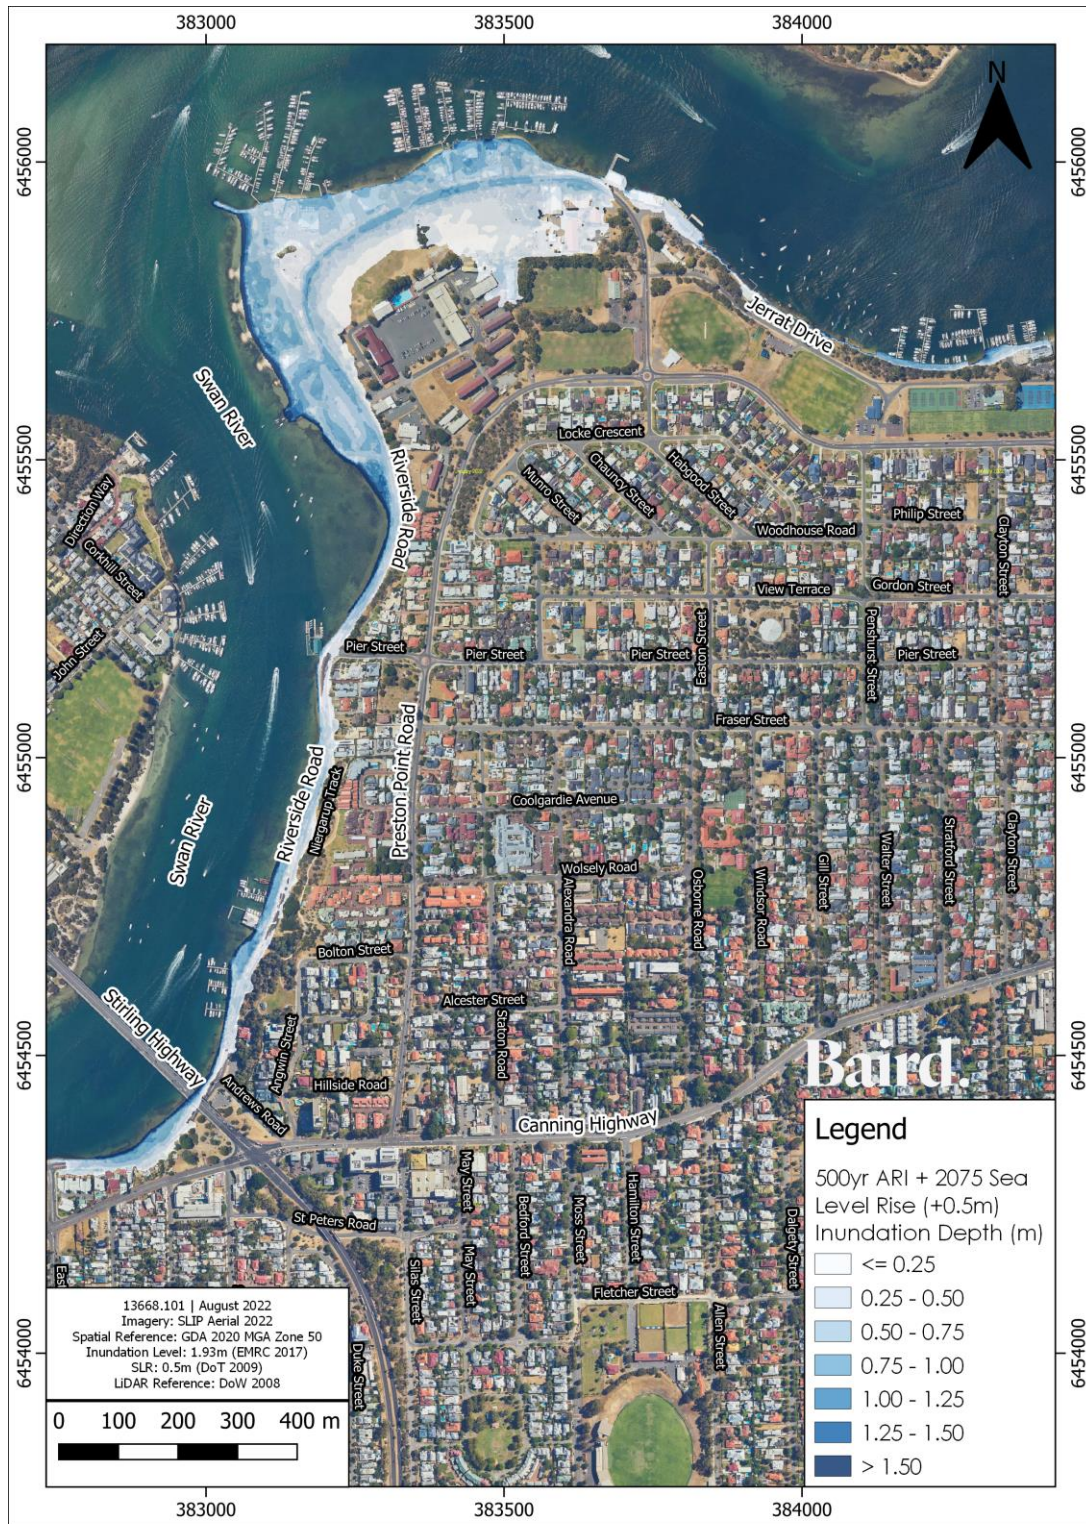 383000
383500
384000
N
6456000
6456000
Jerrat Drive
Swan River
6455500
6455500
Locke Crescent
Munro Street
Chauncy Street
Habgood Street
Riverside Road
Direction Way
Corkhill Street
Woodhouse Road
Philip Street
Clayton Street
View Terrace
Gordon Street
John Street
Pier Street
Pier Street
Pier Street
Easton Street
Penshurst Street
Pier Street
Fraser Street
6455000
6455000
Preston Point Road
Riverside Road
Niergarup Track
Coolgardie Avenue
Swan River
Wolsely Road
Alexandra Road
Osborne Road
Windsor Road
Gill Street
Walter Street
Stratford Street
Clayton Street
Bolton Street
Alcester Street
Staton Road
Stirling Highway
Angwin Street
Hillside Road
Andrews Road
6454500
6454500
Baird.
Canning Highway
May Street
Bedford Street
Moss Street
Hamilton Street
Dalgety Street
St Peters Road
Silas Street
May Street
Fletcher Street
Allen Street
East
Duke Street
6454000
6454000
Legend
500yr ARI + 2075 Sea
Level Rise (+0.5m)
Inundation Depth (m)
<= 0.25
0.25 - 0.50
0.50 - 0.75
0.75 - 1.00
1.00 - 1.25
1.25 - 1.50
> 1.50
13668.101 | August 2022
Imagery: SLIP Aerial 2022
Spatial Reference: GDA 2020 MGA Zone 50
Inundation Level: 1.93m (EMRC 2017)
SLR: 0.5m (DoT 2009)
LiDAR Reference: DoW 2008
0 100 200 300 400 m
383000
383500
384000